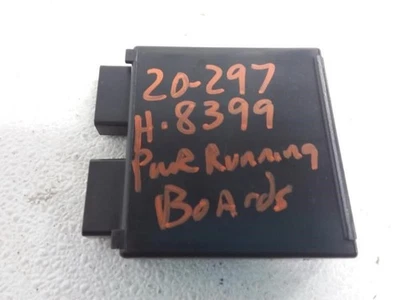 20-297
H.8399
Pwr Running
Boards